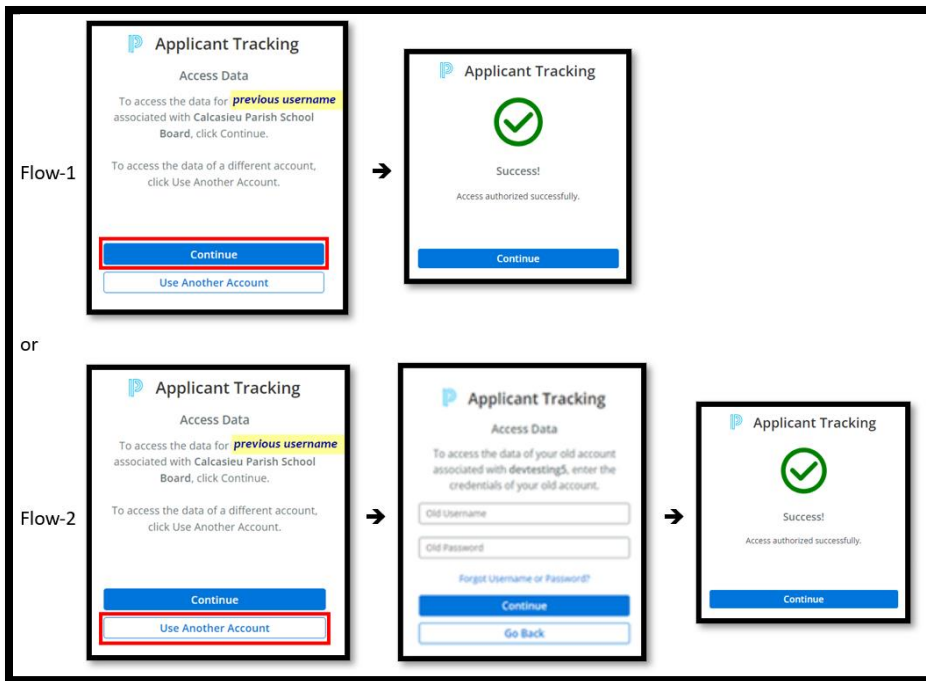 Applicant Tracking
Access Data
To access the data for previous username
associated with Calcasieu Parish School
Board, click Continue.
To access the data of a different account,
click Use Another Account.
Continue
Use Another Account
Applicant Tracking
Success!
Access authorized successfully.
Continue
Flow-1
or
Applicant Tracking
Access Data
To access the data for previous username
associated with Calcasieu Parish School
Board, click Continue.
To access the data of a different account,
click Use Another Account.
Continue
Use Another Account
Applicant Tracking
Access Data
To access the data of your old account
associated with devtesting5, enter the
credentials of your old account.
Old Username
Old Password
Forgot Username or Password?
Continue
Go Back
Applicant Tracking
Success!
Access authorized successfully.
Continue
Flow-2